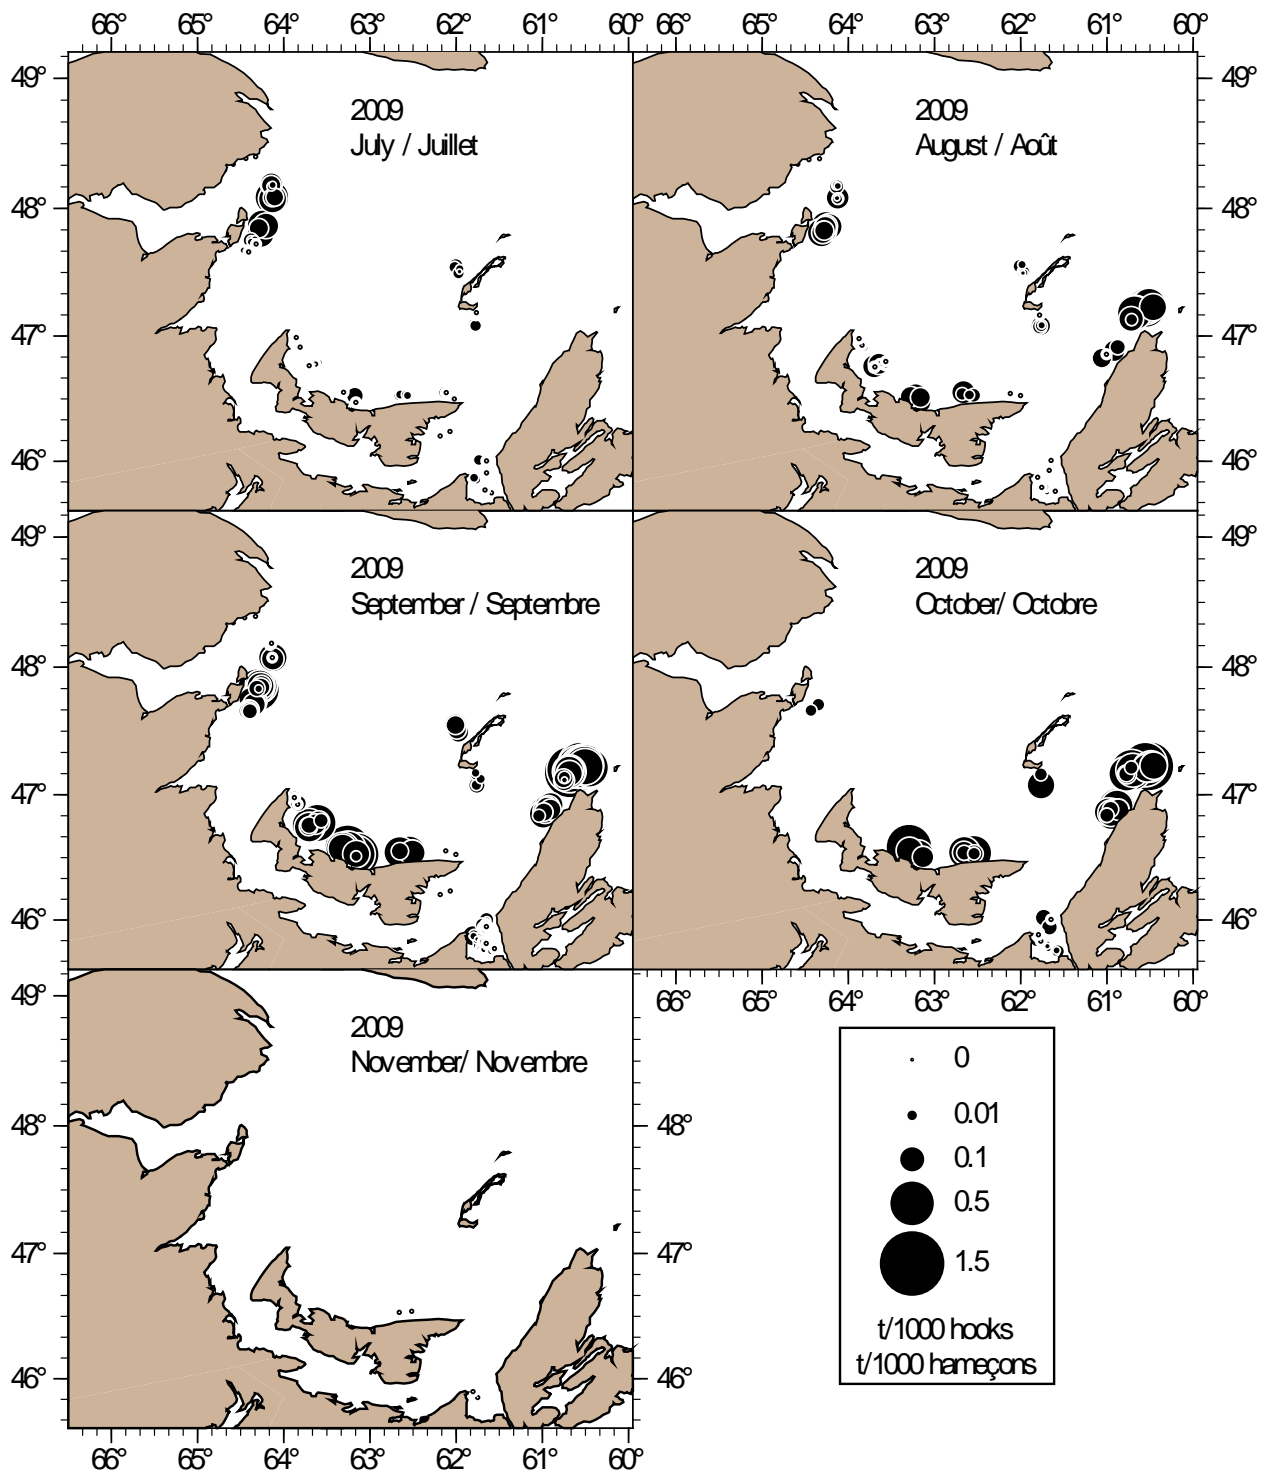 66° 65° 64° 63° 62° 61° 60° 66° 65° 64° 63° 62° 61° 60°
49° 49°
2009
July / Juillet
2009
August / Août
48° 48°
47° 47°
46° 46°
49° 49°
2009
September / Septembre
2009
October/ Octobre
48° 48°
47° 47°
46° 46°
49°
66° 65° 64° 63° 62° 61° 60°
2009
November/ Novembre
48° 48°
47° 47°
46° 46°
66° 65° 64° 63° 62° 61° 60°
0
0.01
0.1
0.5
1.5
t/1000 hooks
t/1000 hameçons